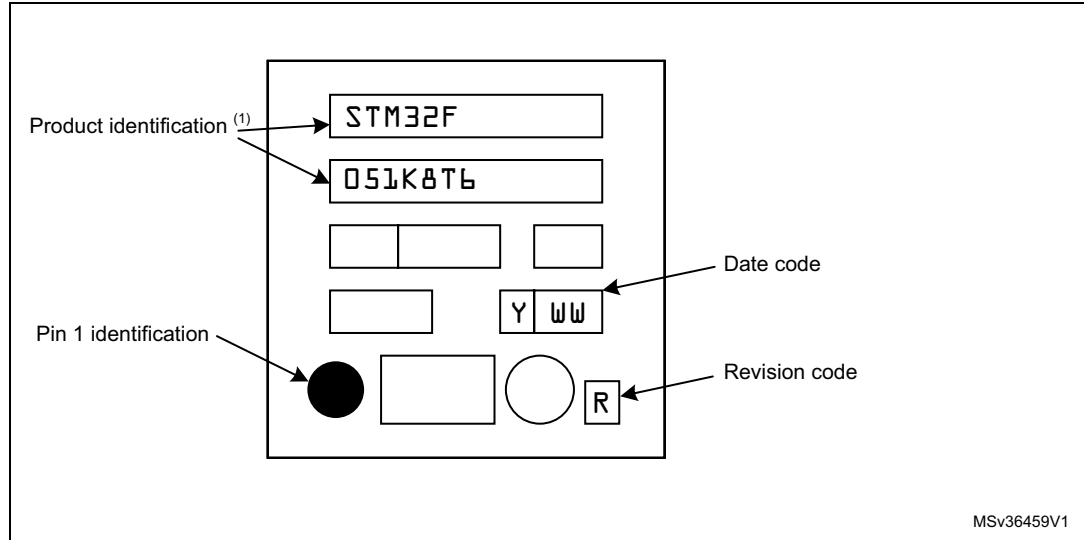 Product identification (1)
STM32F
051K8T6
Date code
Y WW
Pin 1 identification
Revision code
R
MSv36459V1